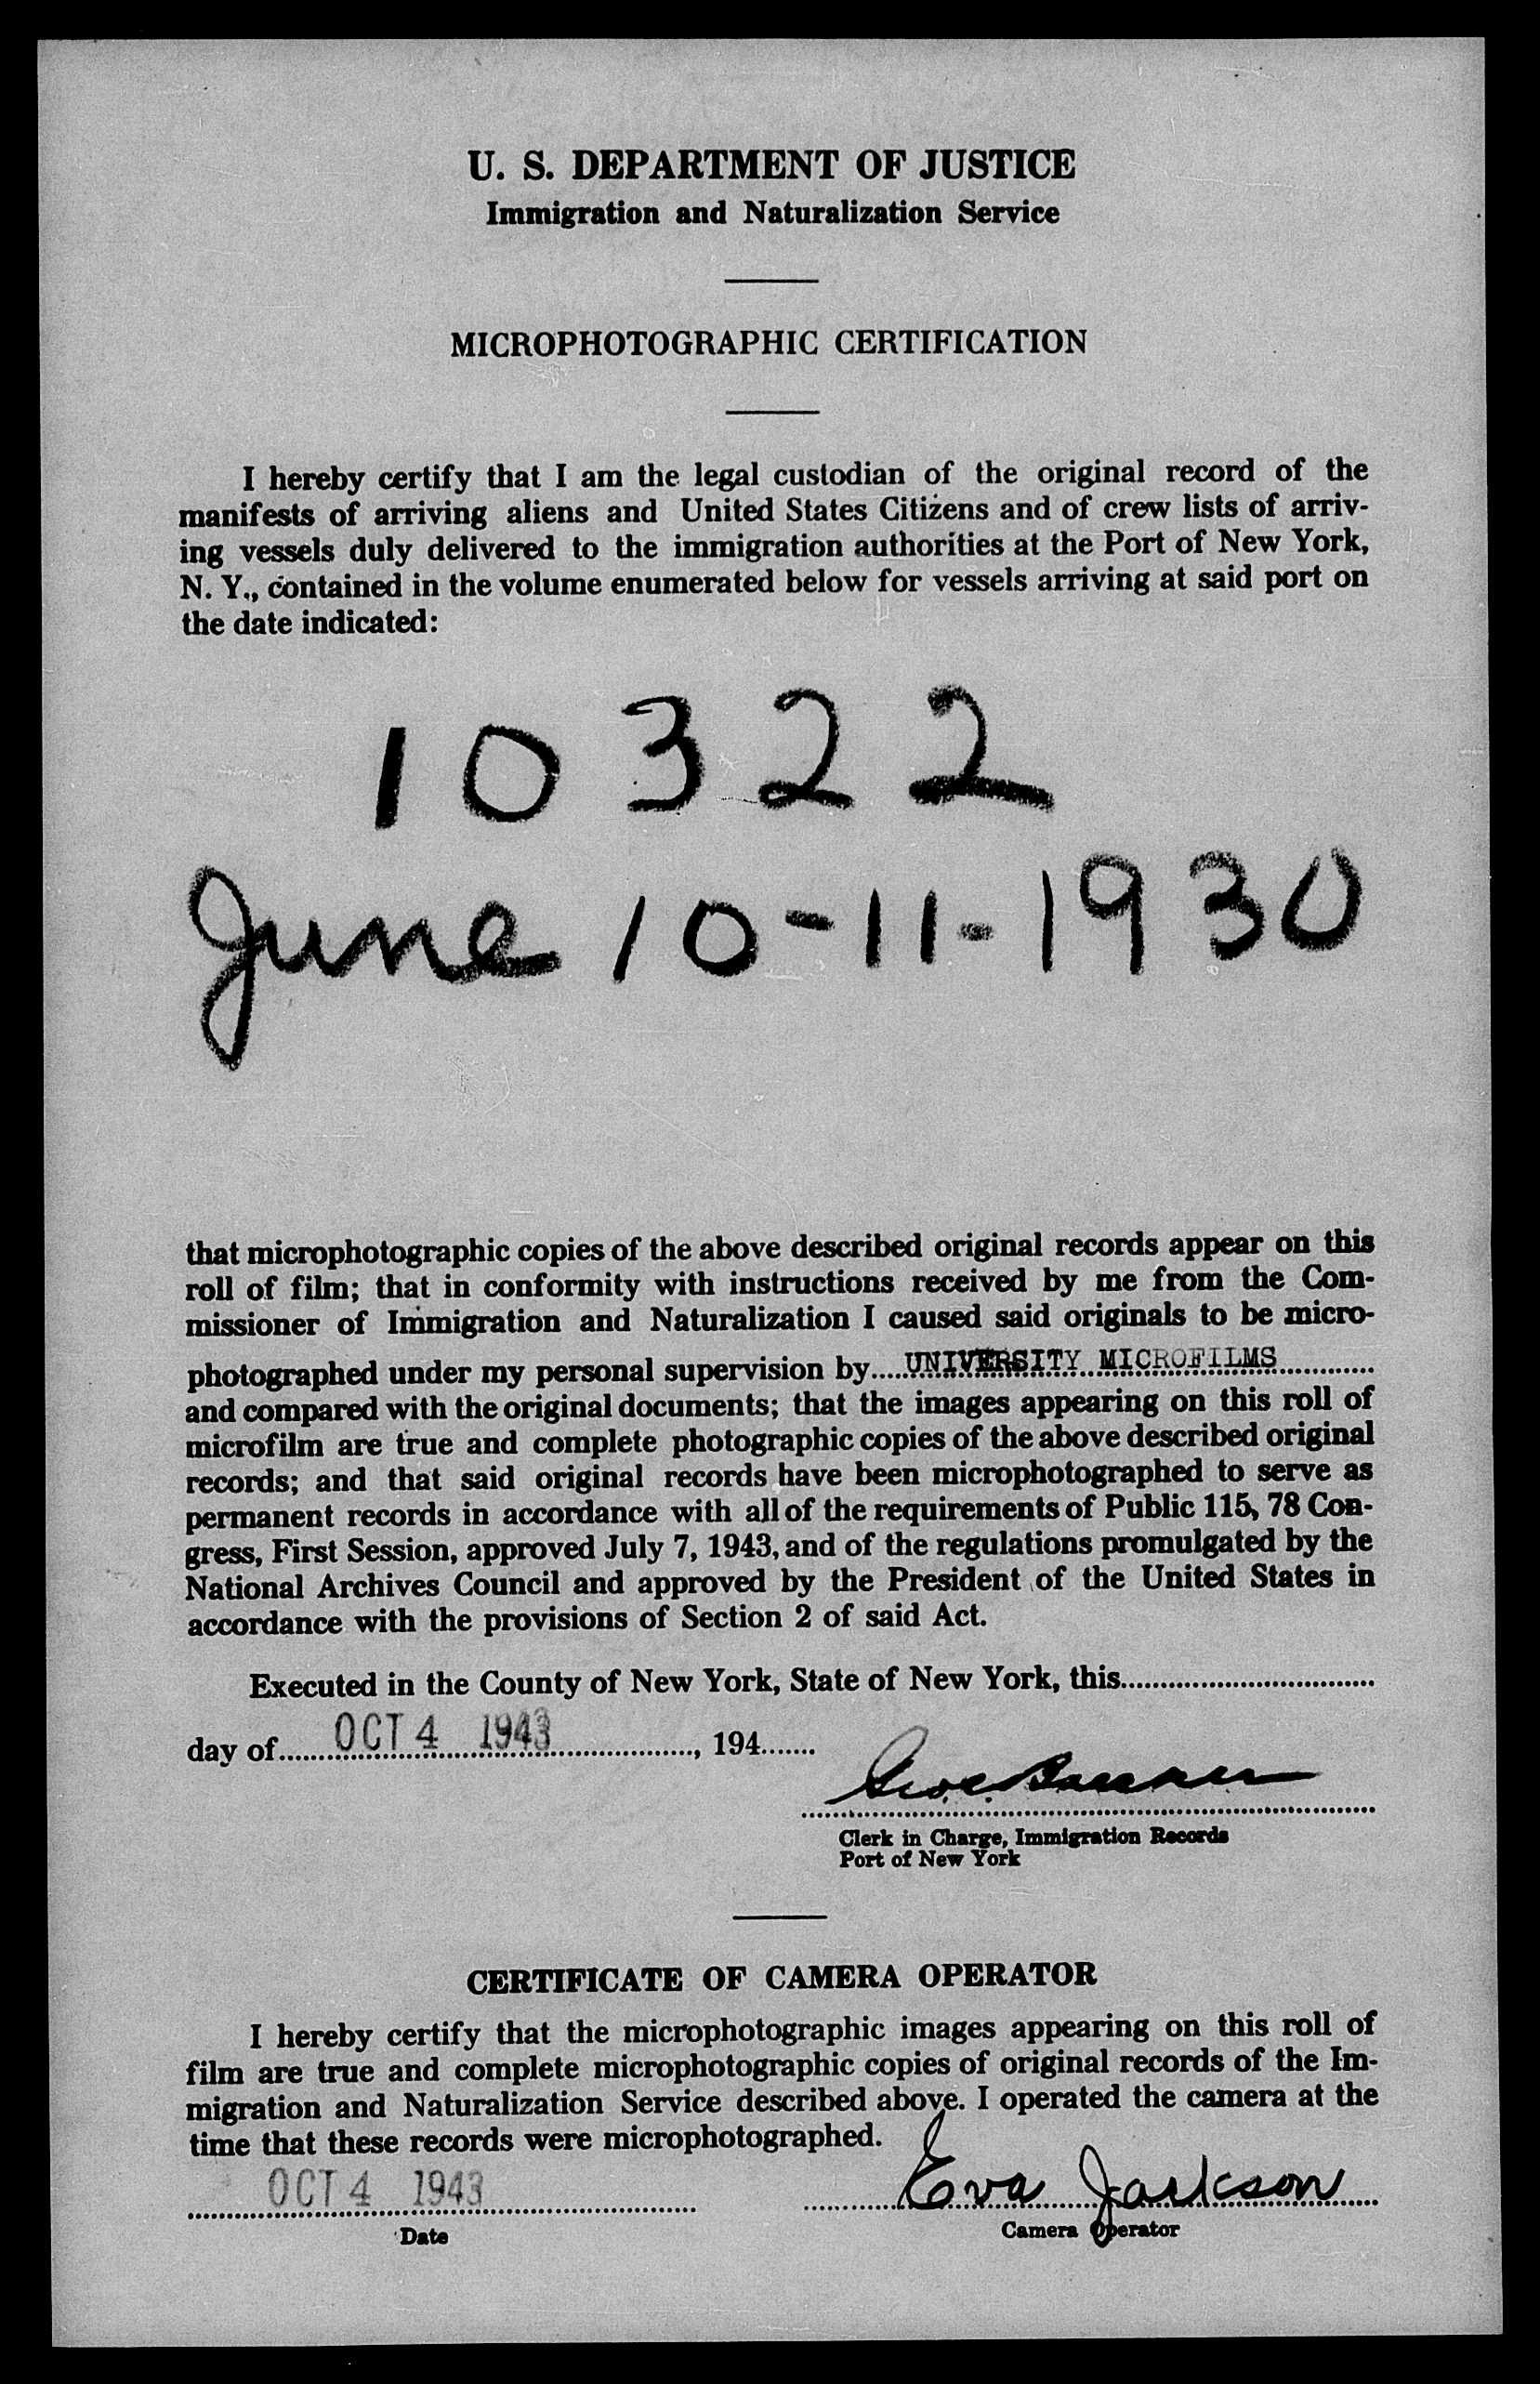 U. S. DEPARTMENT OF JUSTICE
Immigration and Naturalization Service
MICROPHOTOGRAPHIC CERTIFICATION
I hereby certify that I am the legal custodian of the original record of the
manifests of arriving aliens and United States Citizens and of crew lists of arriv-
ing vessels duly delivered to the immigration authorities at the Port of New York,
N. Y., contained in the volume enumerated below for vessels arriving at said port on
the date indicated:
10322
June 10-11-1930
that microphotographic copies of the above described original records appear on this
roll of film; that in conformity with instructions received by me from the Com-
missioner of Immigration and Naturalization I caused said originals to be micro-
photographed under my personal supervision by UNIVERSITY MICROFILMS
and compared with the original documents; that the images appearing on this roll of
microfilm are true and complete photographic copies of the above described original
records; and that said original records have been microphotographed to serve as
permanent records in accordance with all of the requirements of Public 115, 78 Con-
gress, First Session, approved July 7, 1943, and of the regulations promulgated by the
National Archives Council and approved by the President of the United States in
accordance with the provisions of Section 2 of said Act.
Executed in the County of New York, State of New York, this
day of OCT 4 1943, 194
Clerk in Charge, Immigration Records
Port of New York
CERTIFICATE OF CAMERA OPERATOR
I hereby certify that the microphotographic images appearing on this roll of
film are true and complete microphotographic copies of original records of the Im-
migration and Naturalization Service described above. I operated the camera at the
time that these records were microphotographed.
OCT 4 1943 Eva Jackson
Date Camera Operator